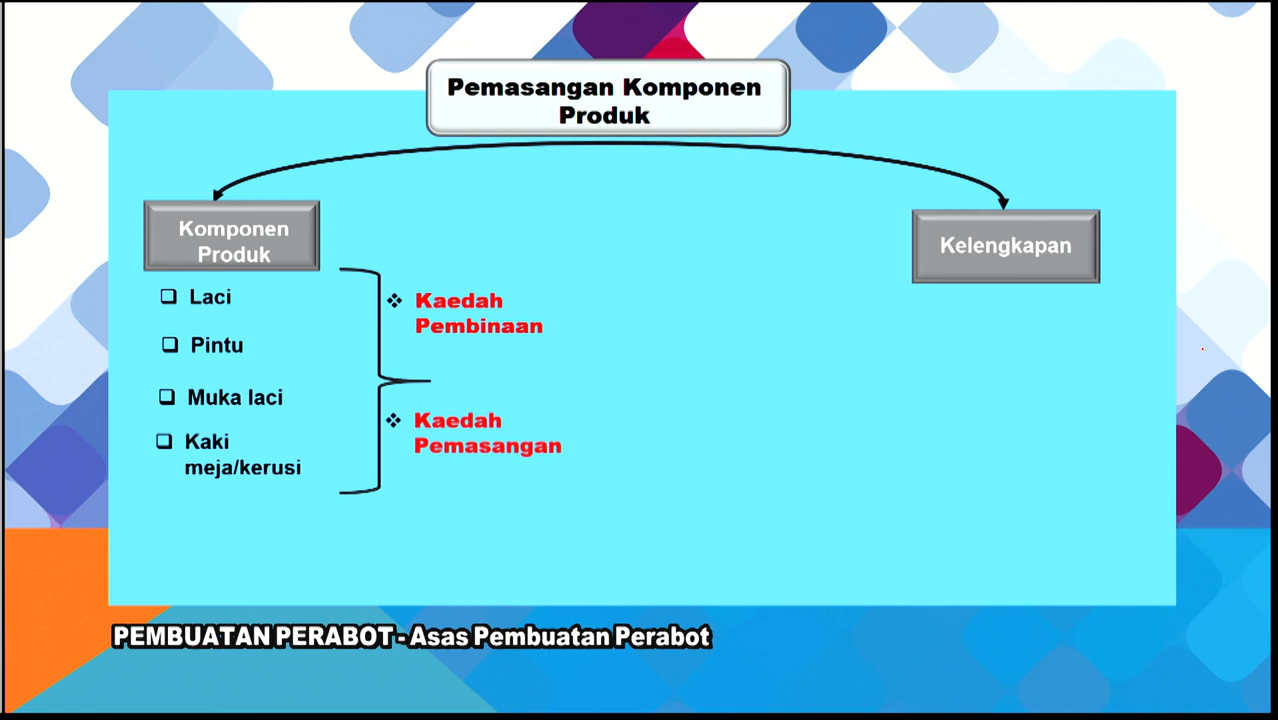 Pemasangan Komponen
Produk
Komponen
Produk
Kelengkapan
Laci
Pintu
Muka laci
Kaki
meja/kerusi
Kaedah
Pembinaan
Kaedah
Pemasangan
PEMBUATAN PERABOT - Asas Pembuatan Perabot